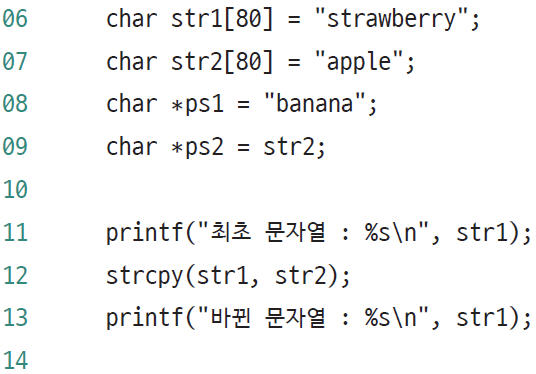 06 char str1[80] = "strawberry";
07 char str2[80] = "apple";
08 char *ps1 = "banana";
09 char *ps2 = str2;
10
11 printf("최초 문자열 : %s\n", str1);
12 strcpy(str1, str2);
13 printf("바뀐 문자열 : %s\n", str1);
14